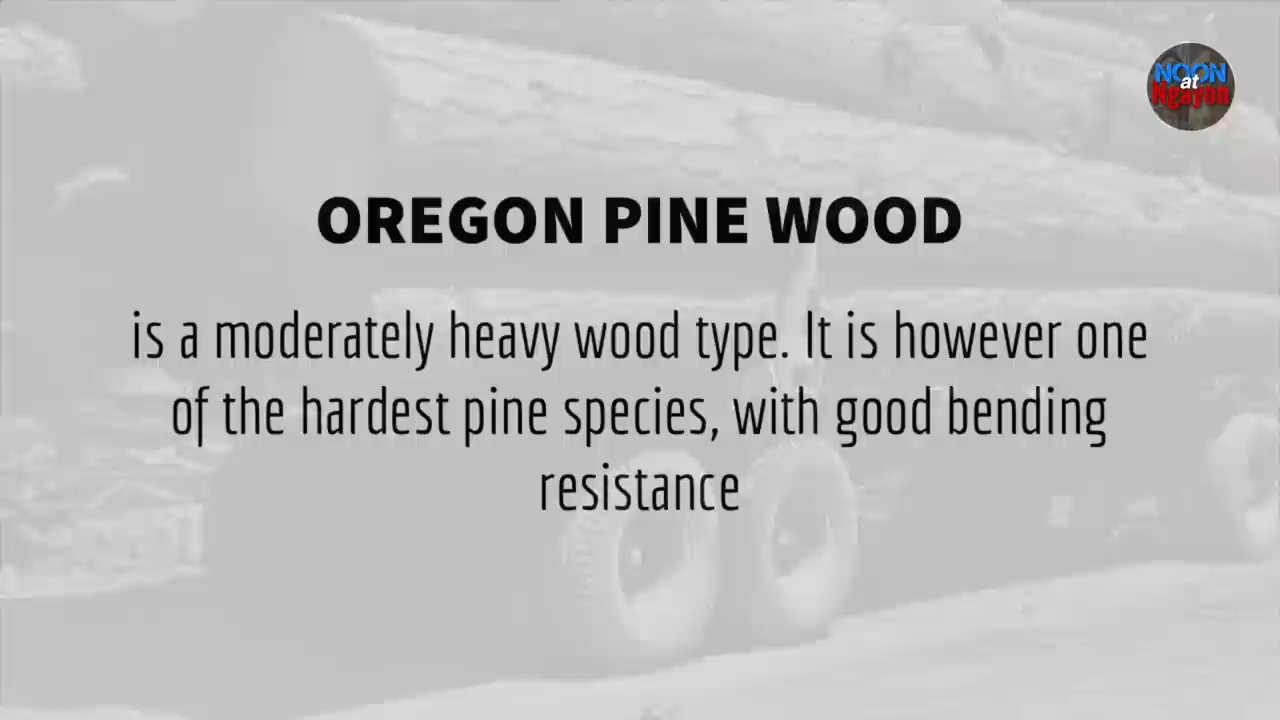 NOON
at
Ngayon
OREGON PINE WOOD
is a moderately heavy wood type. It is however one
of the hardest pine species, with good bending
resistance